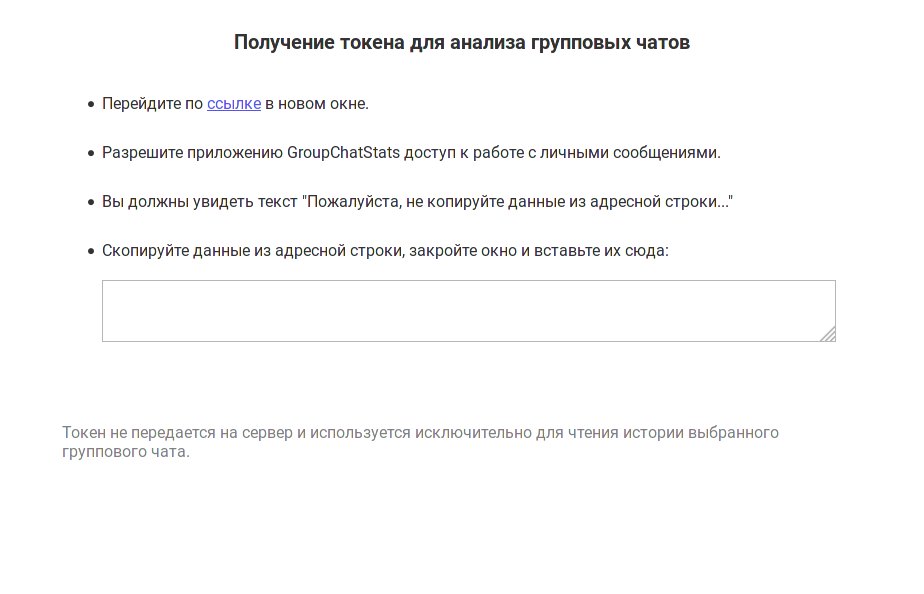 Получение токена для анализа групповых чатов
Перейдите по ссылке в новом окне.
Разрешите приложению GroupChatStats доступ к работе с личными сообщениями.
Вы должны увидеть текст "Пожалуйста, не копируйте данные из адресной строки..."
Скопируйте данные из адресной строки, закройте окно и вставьте их сюда:
Токен не передается на сервер и используется исключительно для чтения истории выбранного
группового чата.